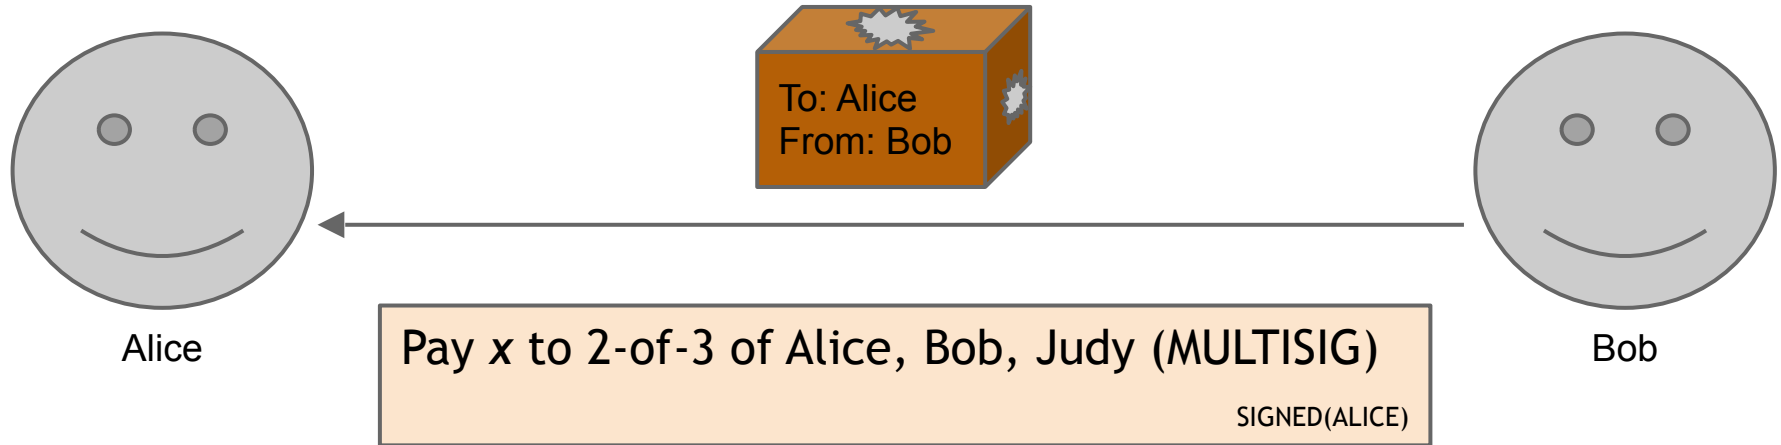 To: Alice
From: Bob
Alice
Pay x to 2-of-3 of Alice, Bob, Judy (MULTISIG)
Bob
SIGNED(ALICE)